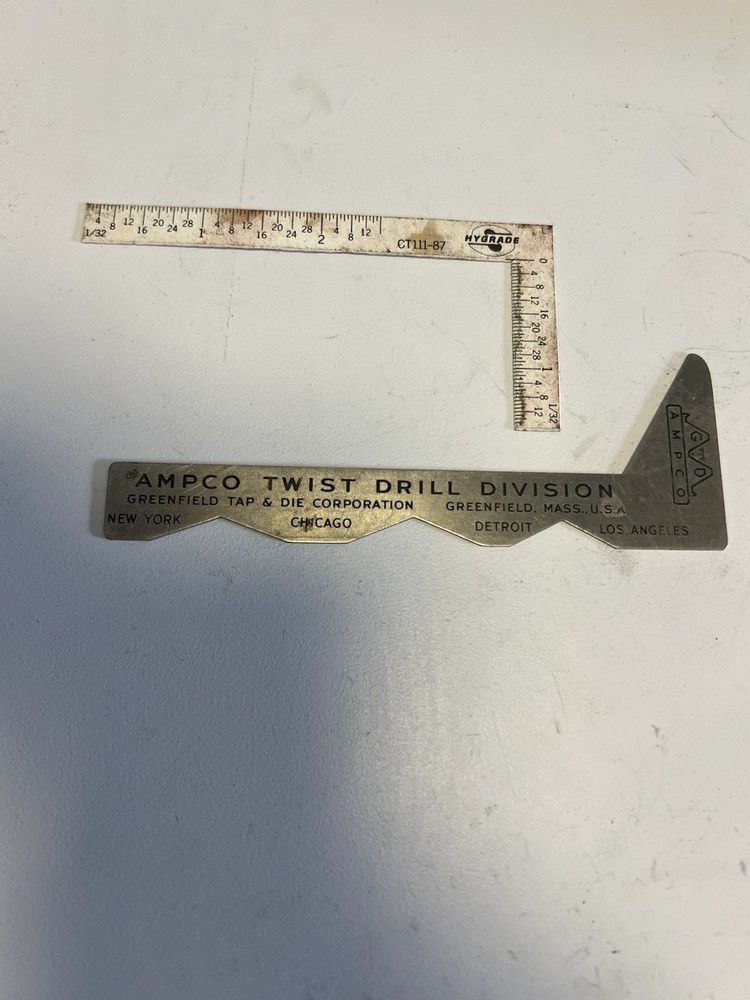 4 8 12 16 20 24 28 1 4 8 12 16 20 24 28 2 4 8 12
1/32
CT111-87
HYGRADE
0 4 8 12 16 20 24 28 1 4 8 12
1/32
AMPCO TWIST DRILL DIVISION
GREENFIELD TAP & DIE CORPORATION GREENFIELD, MASS., U.S.A.
NEW YORK CHICAGO DETROIT LOS ANGELES
GTD
AMPCO